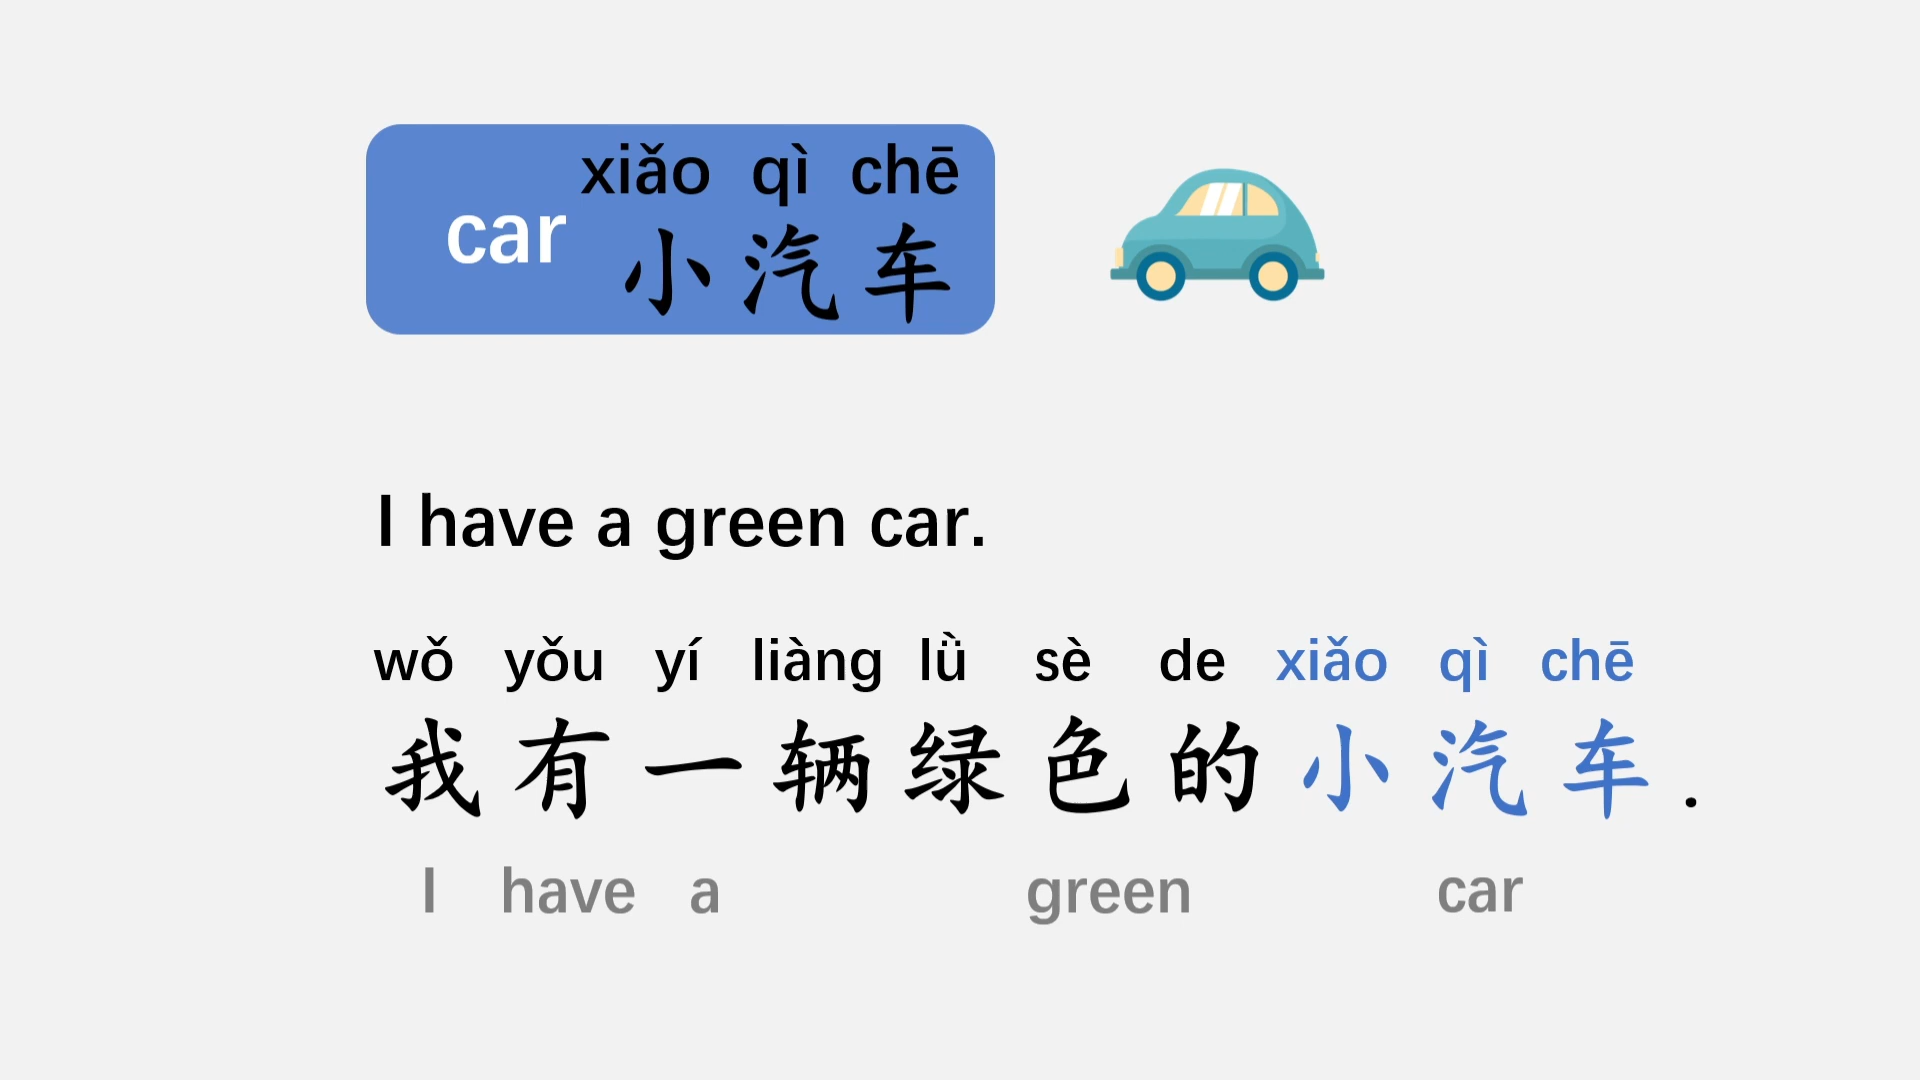 xiǎo qì chē
car 小汽车
I have a green car.
wǒ yǒu yí liàng lǜ sè de xiǎo qì chē
我有一辆绿色的小汽车.
I have a green car